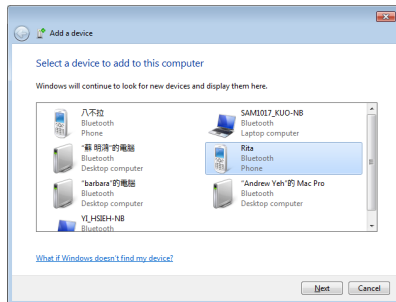 Add a device
Select a device to add to this computer
Windows will continue to look for new devices and display them here.
八不拉
Bluetooth
Phone
SAM1017_KUO-NB
Bluetooth
Laptop computer
"蘇 明清"的電腦
Bluetooth
Desktop computer
Rita
Bluetooth
Phone
"barbara"的電腦
Bluetooth
Desktop computer
"Andrew Yeh"的 Mac Pro
Bluetooth
Desktop computer
YI_HSIEH-NB
Bluetooth
What if Windows doesn't find my device?
Next
Cancel